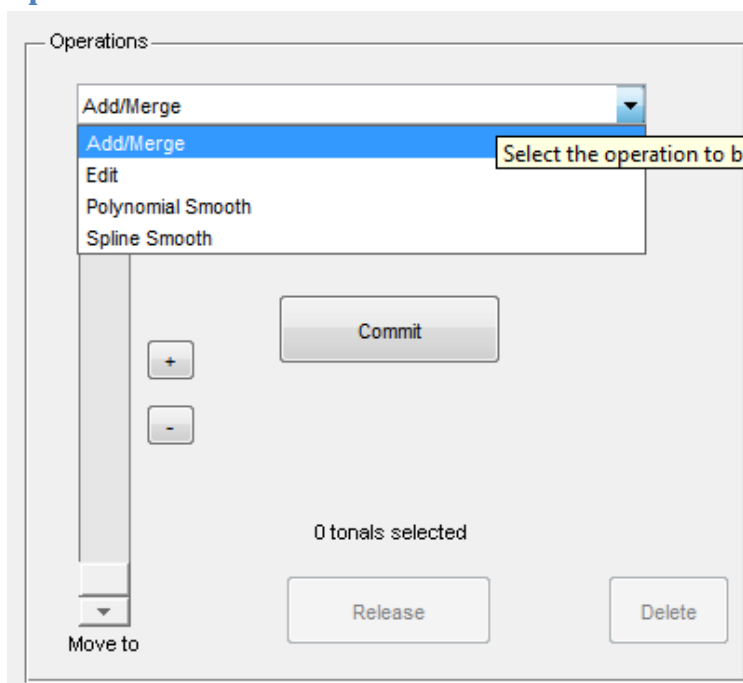 Operations
Add/Merge
Add/Merge
Select the operation to b
Edit
Polynomial Smooth
Spline Smooth
Commit
+
-
0 tonals selected
Release
Delete
Move to